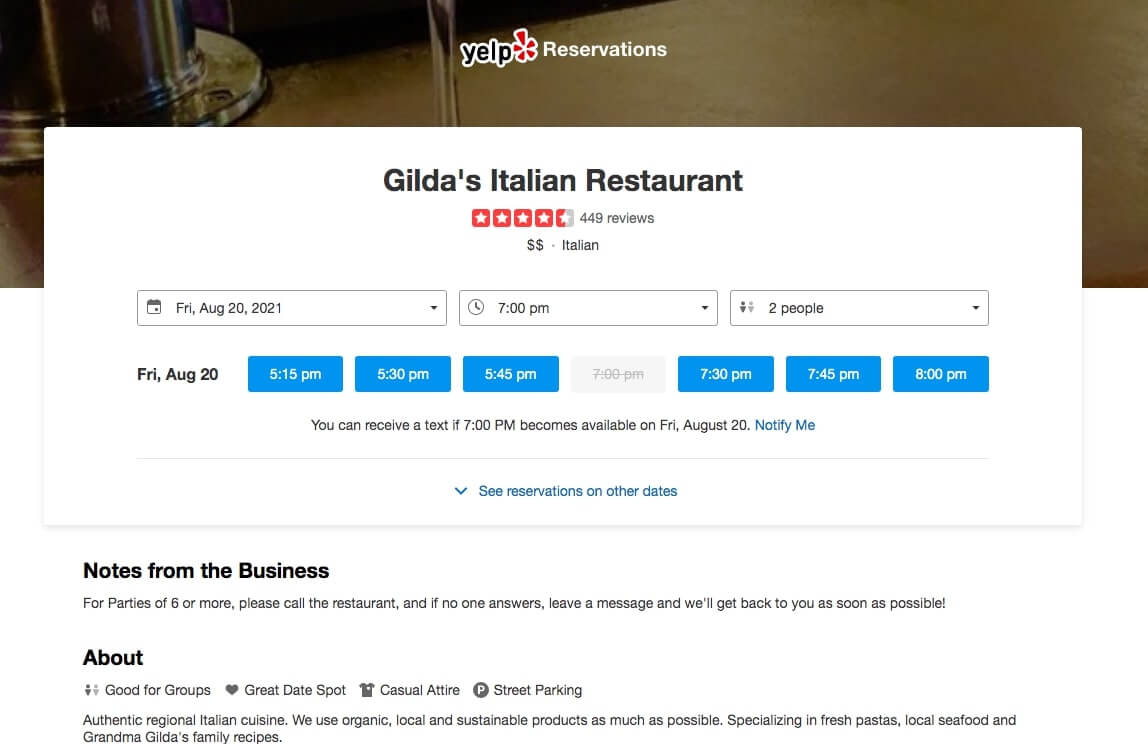 yelp Reservations
Gilda's Italian Restaurant
449 reviews
$$ · Italian
Fri, Aug 20, 2021 7:00 pm 2 people
Fri, Aug 20 5:15 pm 5:30 pm 5:45 pm 7:00 pm 7:30 pm 7:45 pm 8:00 pm
You can receive a text if 7:00 PM becomes available on Fri, August 20. Notify Me
See reservations on other dates
Notes from the Business
For Parties of 6 or more, please call the restaurant, and if no one answers, leave a message and we'll get back to you as soon as possible!
About
Good for Groups Great Date Spot Casual Attire P Street Parking
Authentic regional Italian cuisine. We use organic, local and sustainable products as much as possible. Specializing in fresh pastas, local seafood and
Grandma Gilda's family recipes.